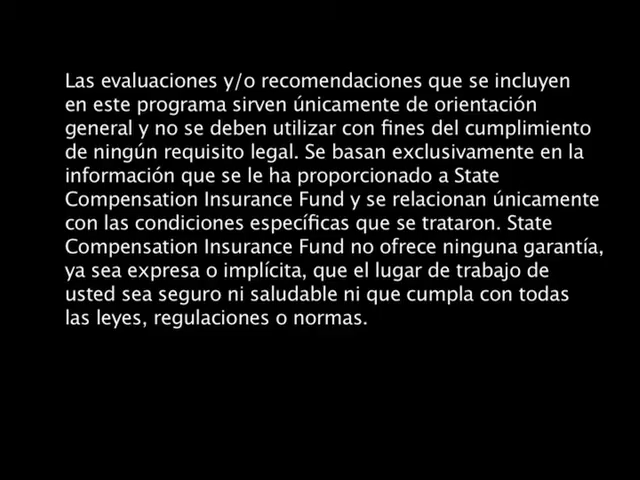 Las evaluaciones y/o recomendaciones que se incluyen
en este programa sirven únicamente de orientación
general y no se deben utilizar con fines del cumplimiento
de ningún requisito legal. Se basan exclusivamente en la
información que se le ha proporcionado a State
Compensation Insurance Fund y se relacionan únicamente
con las condiciones específicas que se trataron. State
Compensation Insurance Fund no ofrece ninguna garantía,
ya sea expresa o implícita, que el lugar de trabajo de
usted sea seguro ni saludable ni que cumpla con todas
las leyes, regulaciones o normas.